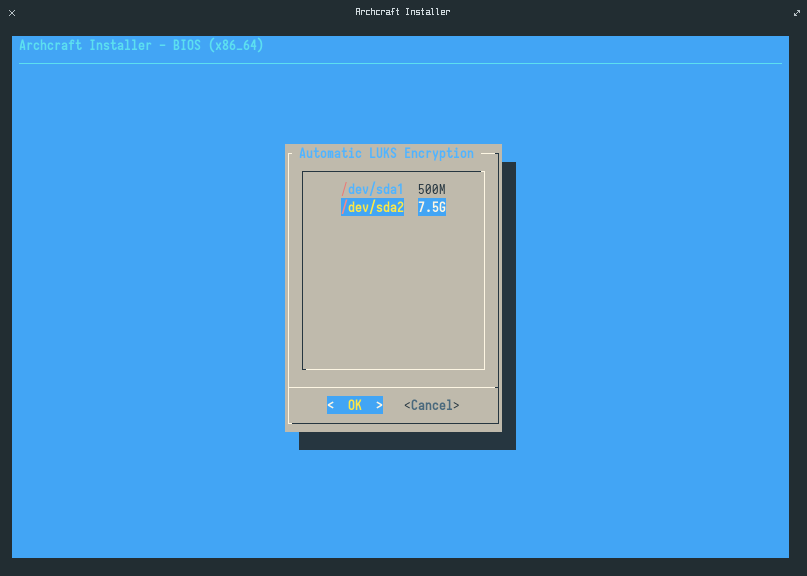 Archcraft Installer
Archcraft Installer - BIOS (x86_64)
Automatic LUKS Encryption
/dev/sda1 500M
/dev/sda2 7.5G
< OK > <Cancel>